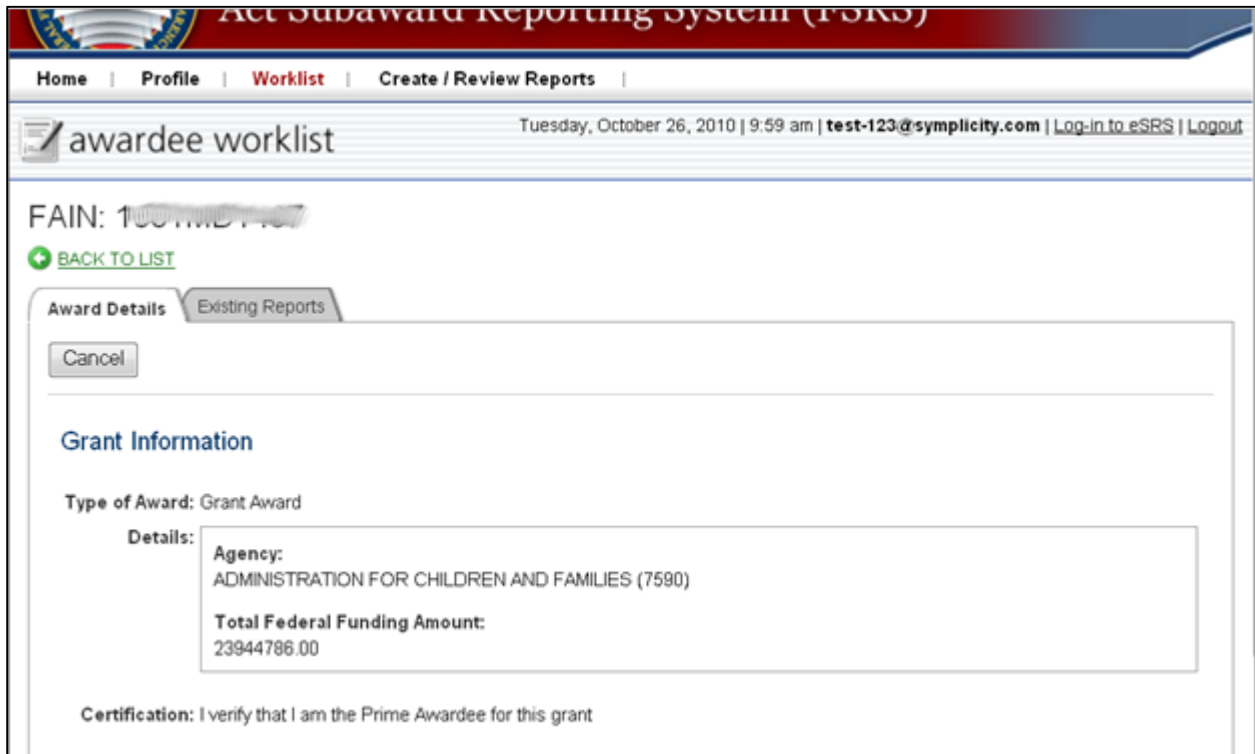 Act Subaward Reporting System (FSRS)
Home | Profile | Worklist | Create / Review Reports |
awardee worklist
Tuesday, October 26, 2010 | 9:59 am | test-123@symplicity.com | Log-in to eSRS | Logout
FAIN:
BACK TO LIST
Award Details
Existing Reports
Cancel
Grant Information
Type of Award: Grant Award
Details:
Agency:
ADMINISTRATION FOR CHILDREN AND FAMILIES (7590)
Total Federal Funding Amount:
23944786.00
Certification: I verify that I am the Prime Awardee for this grant